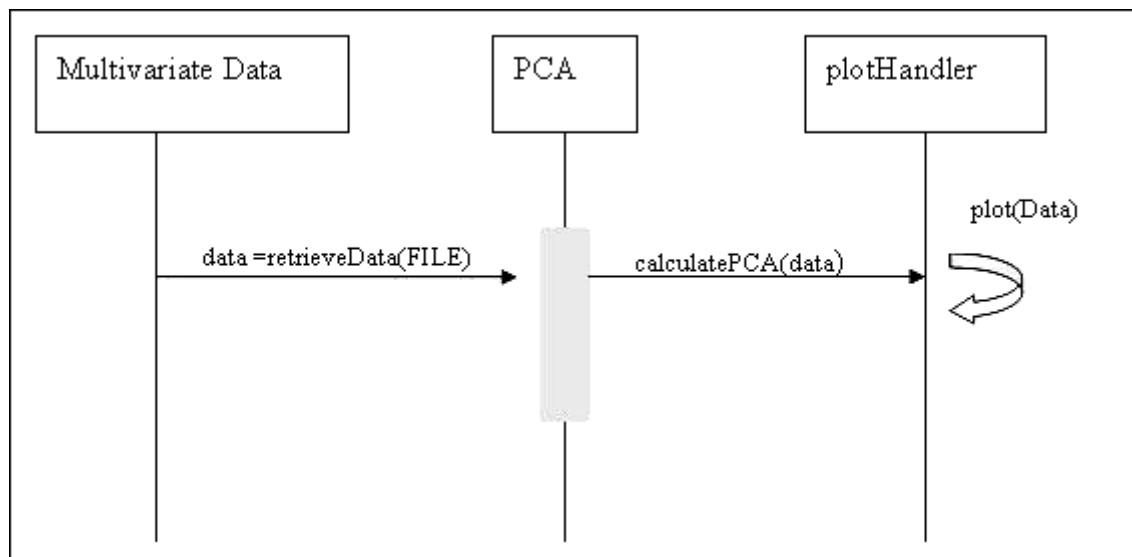 Multivariate Data
PCA
plotHandler
plot(Data)
data =retrieveData(FILE)
calculatePCA(data)